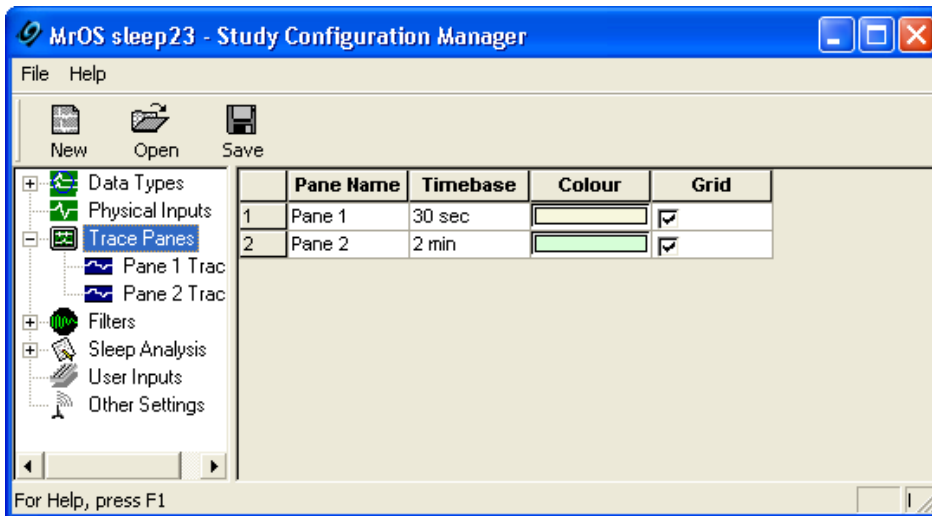 MrOS sleep23 - Study Configuration Manager
File Help
New Open Save
Data Types
Physical Inputs
Trace Panes
Pane 1 Trac
Pane 2 Trac
Filters
Sleep Analysis
User Inputs
Other Settings
Pane Name Timebase Colour Grid
1 Pane 1 30 sec
2 Pane 2 2 min
For Help, press F1